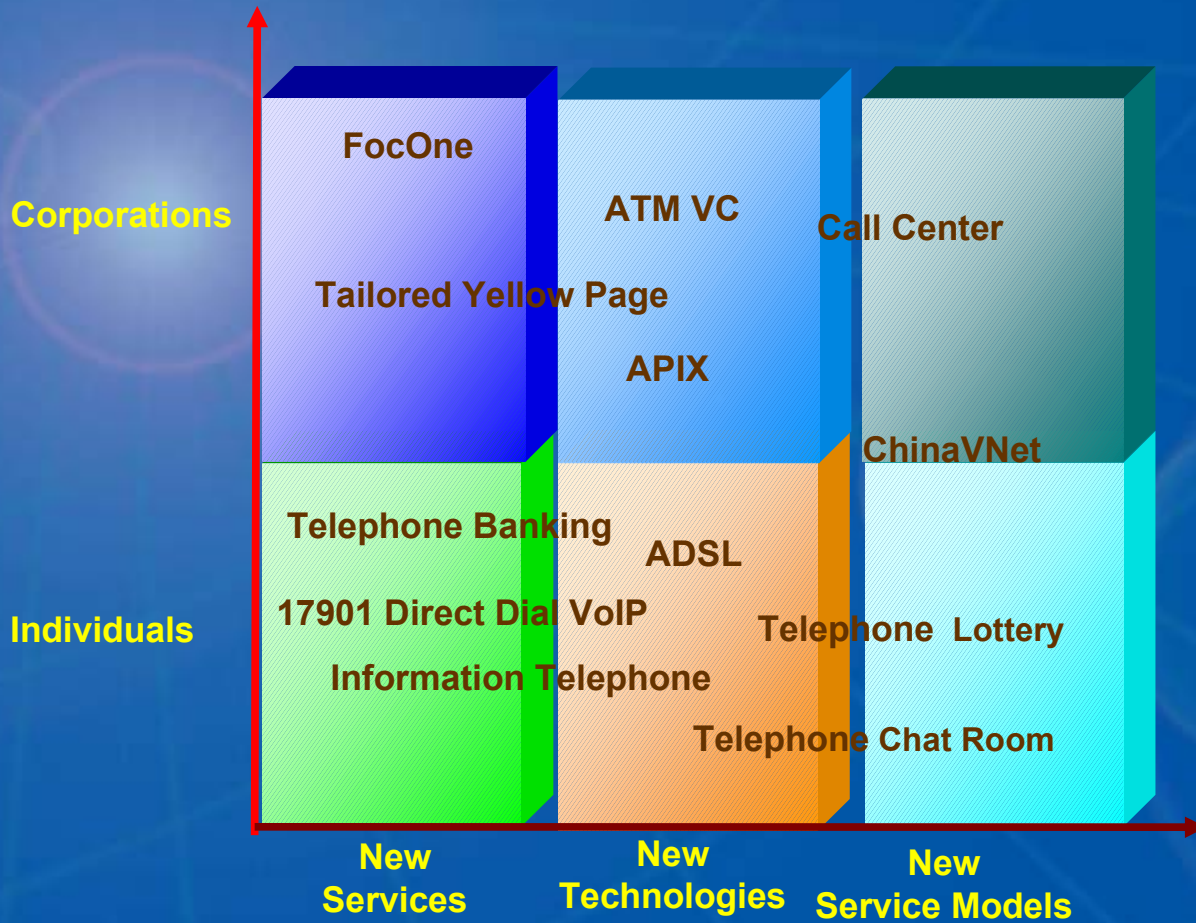 FocOne
ATM VC
Corporations
Call Center
Tailored Yellow Page
APIX
ChinaVNet
Telephone Banking
ADSL
17901 Direct Dial VoIP
Individuals
Telephone Lottery
Information Telephone
Telephone Chat Room
New
Services
New
Technologies
New
Service Models